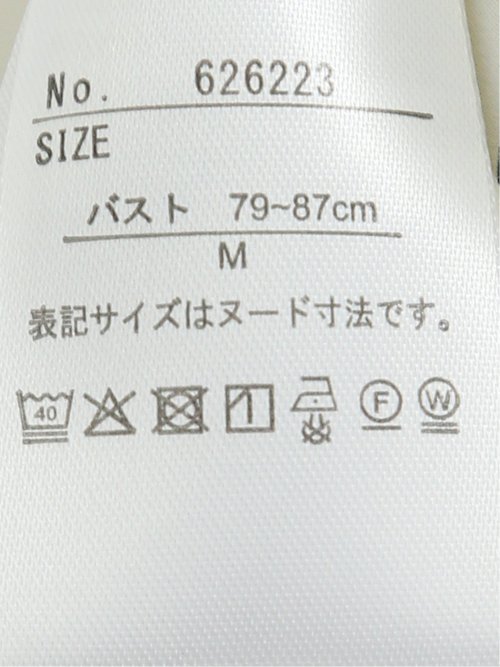 No. 626223
SIZE
バスト 79~87cm
M
表記サイズはヌード寸法です。
40 F W